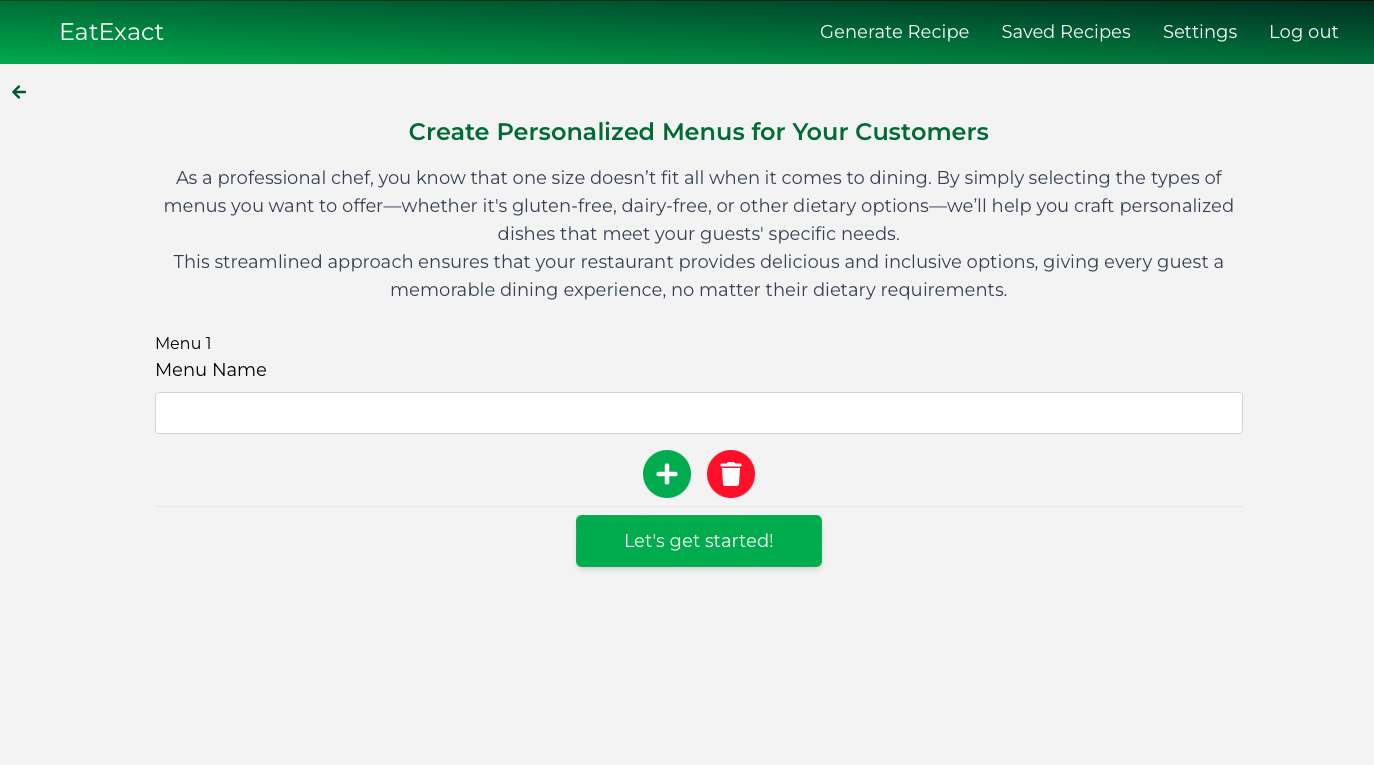 EatExact
Generate Recipe
Saved Recipes
Settings
Log out
Create Personalized Menus for Your Customers
As a professional chef, you know that one size doesn’t fit all when it comes to dining. By simply selecting the types of
menus you want to offer—whether it's gluten-free, dairy-free, or other dietary options—we’ll help you craft personalized
dishes that meet your guests' specific needs.
This streamlined approach ensures that your restaurant provides delicious and inclusive options, giving every guest a
memorable dining experience, no matter their dietary requirements.
Menu 1
Menu Name
Let's get started!